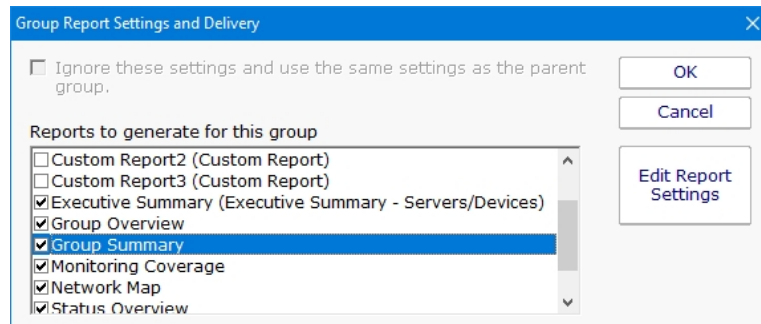 Group Report Settings and Delivery
Ignore these settings and use the same settings as the parent
group.
OK
Cancel
Reports to generate for this group
Edit Report
Settings
Custom Report2 (Custom Report)
Custom Report3 (Custom Report)
Executive Summary (Executive Summary - Servers/Devices)
Group Overview
Group Summary
Monitoring Coverage
Network Map
Status Overview